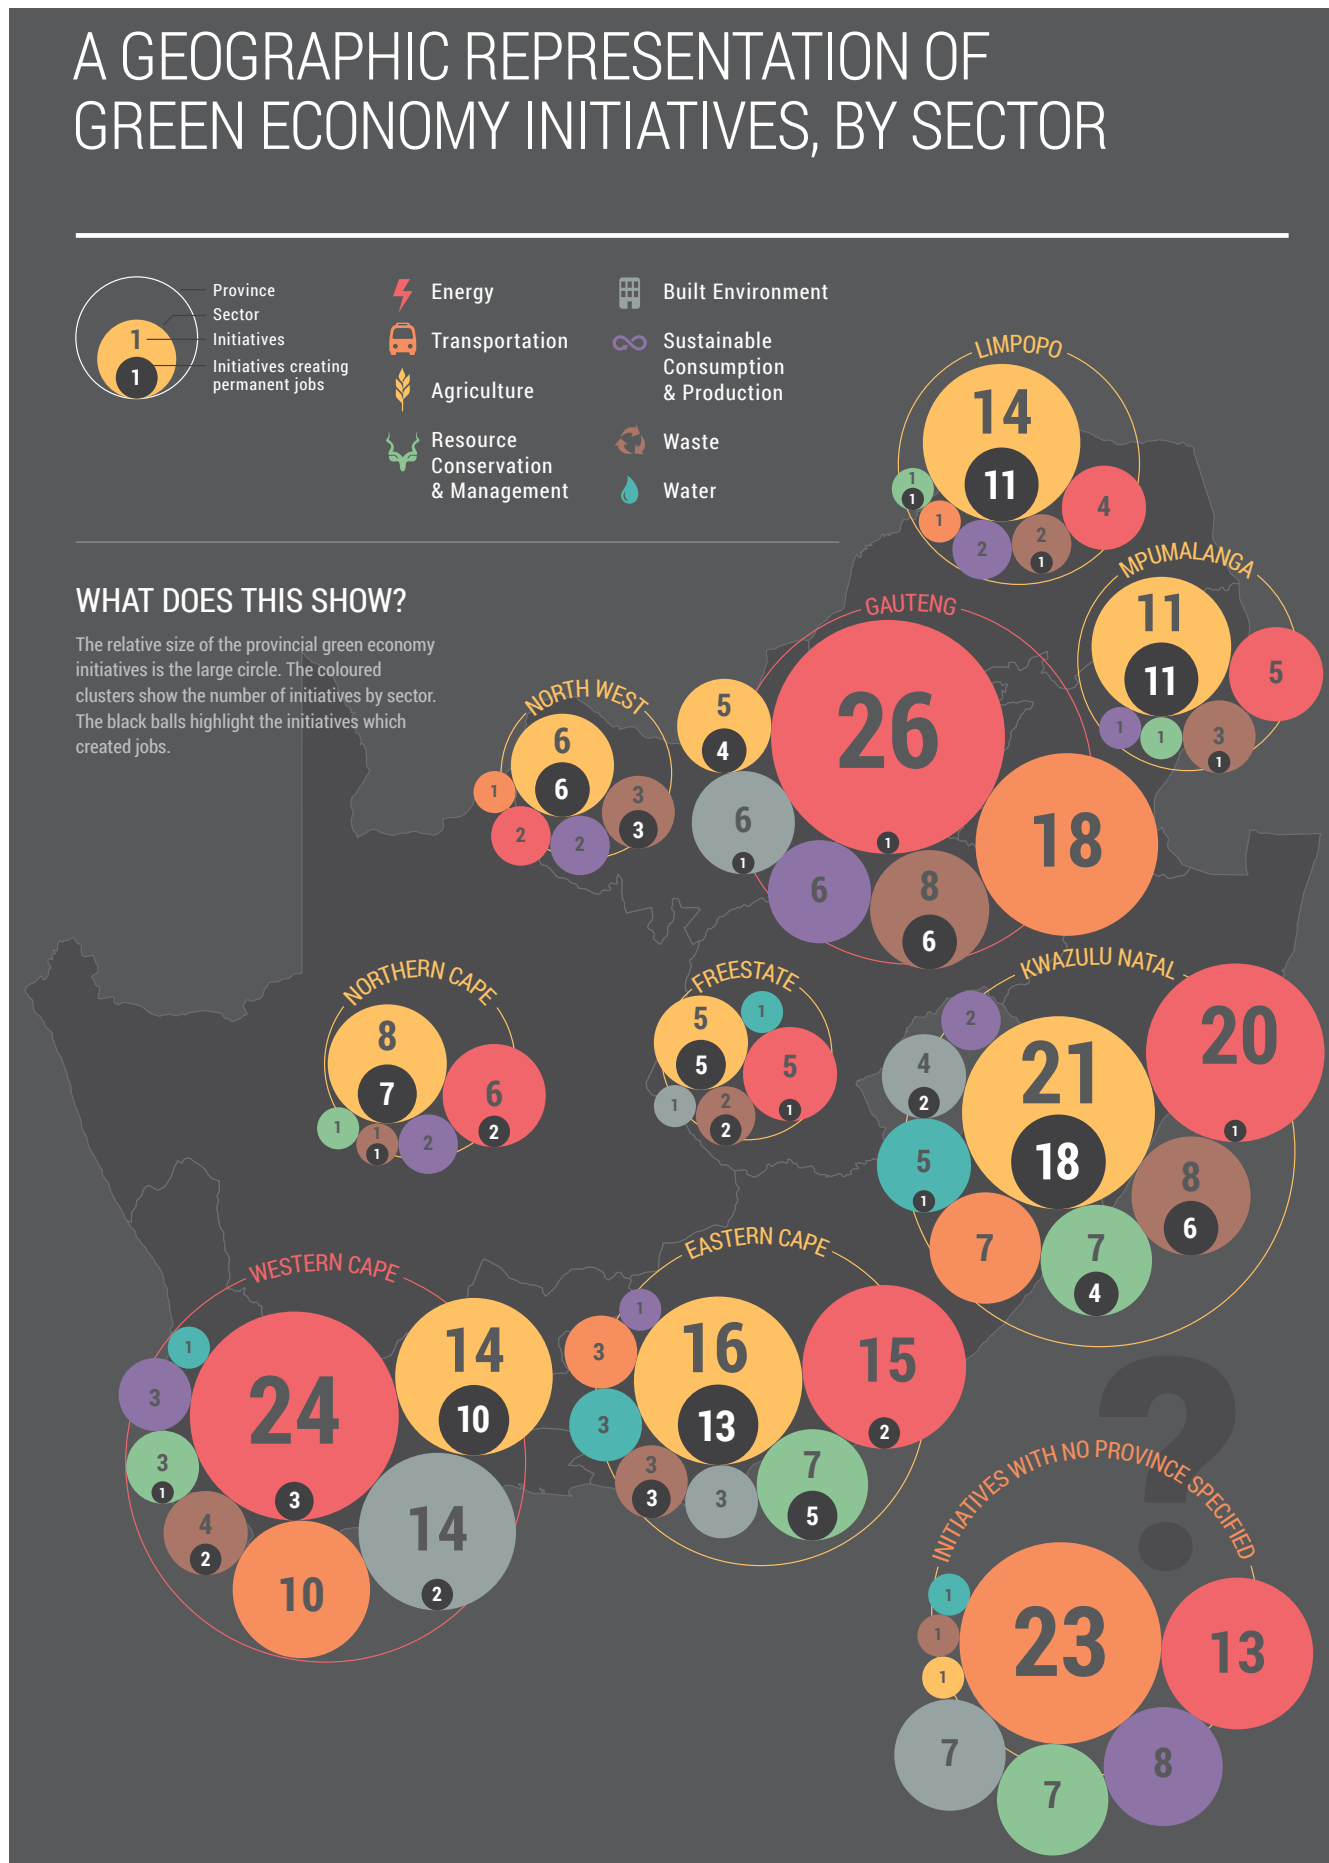 A GEOGRAPHIC REPRESENTATION OF
GREEN ECONOMY INITIATIVES, BY SECTOR
Province
Sector
1
Initiatives
Initiatives creating
permanent jobs
1
Energy
Transportation
Agriculture
Resource
Conservation
& Management
Built Environment
Sustainable
Consumption
& Production
Waste
Water
WHAT DOES THIS SHOW?
The relative size of the provincial green economy
initiatives is the large circle. The coloured
clusters show the number of initiatives by sector.
The black balls highlight the initiatives which
created jobs.
LIMPOPO
14
11
1
1
1
2
2
1
4
MPUMALANGA
11
11
5
1
1
3
1
GAUTENG
26
1
5
4
6
1
6
8
6
18
NORTH WEST
6
6
1
2
2
3
3
NORTHERN CAPE
8
7
6
2
1
1
1
2
FREESTATE
5
5
1
5
1
1
2
2
KWAZULU NATAL
2
20
1
4
2
21
18
5
1
8
6
7
7
4
WESTERN CAPE
1
3
24
3
14
10
3
1
4
2
10
14
2
EASTERN CAPE
1
3
16
13
15
2
3
3
3
3
7
5
?
INITIATIVES WITH NO PROVINCE SPECIFIED
1
1
1
23
13
7
7
8